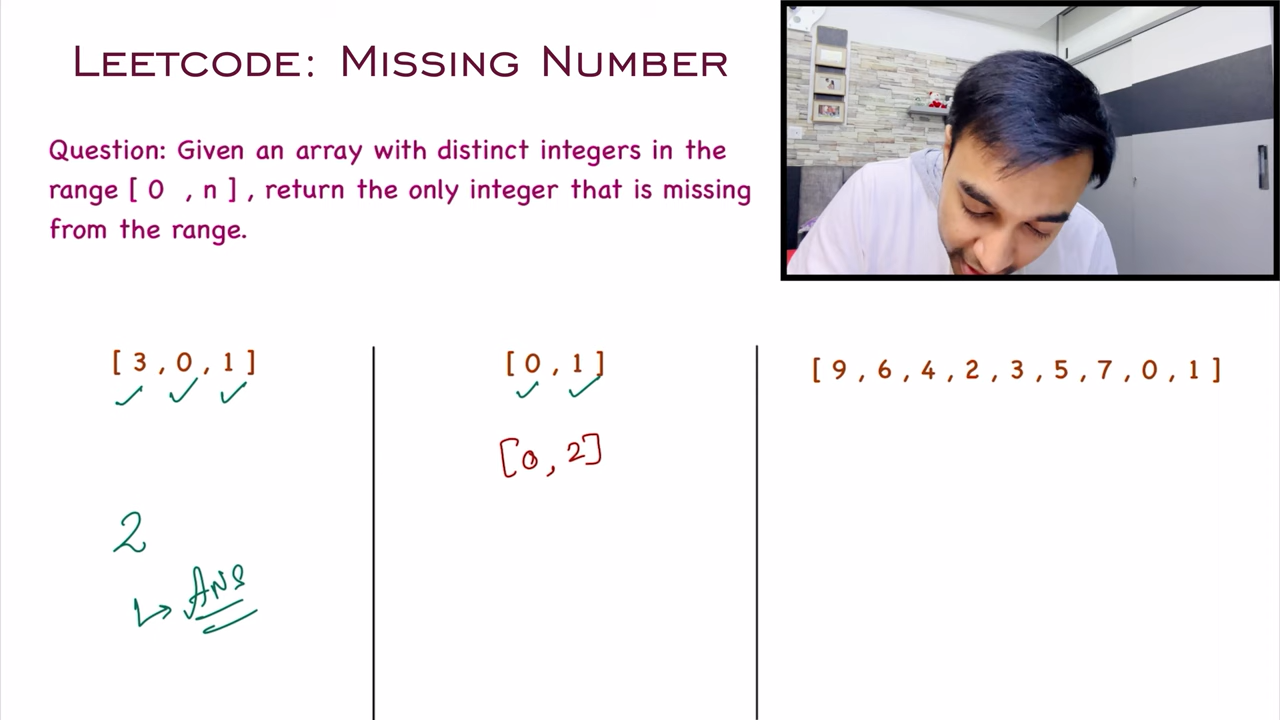 LEETCODE: MISSING NUMBER
Question: Given an array with distinct integers in the
range [ 0 , n ] , return the only integer that is missing
from the range.
[ 3 , 0 , 1 ]
2
Ans
[ 0 , 1 ]
[0, 2]
[ 9 , 6 , 4 , 2 , 3 , 5 , 7 , 0 , 1 ]